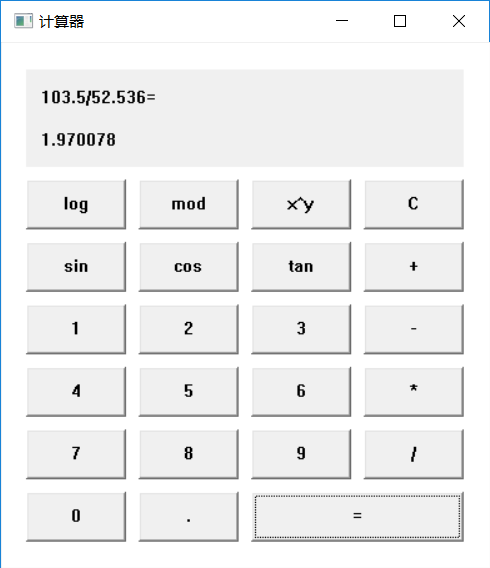 计算器
103.5/52.536=
1.970078
log mod x^y C
sin cos tan +
1 2 3 -
4 5 6 *
7 8 9 /
0 . =